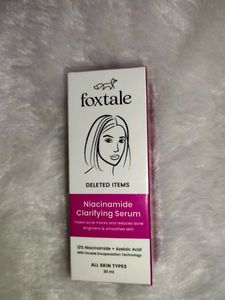 foxtale
DELETED ITEMS
Niacinamide
Clarifying Serum
Fades acne marks and reduces acne
Brightens & smoothes skin
12% Niacinamide + Azelaic Acid
With Double Encapsulation Technology
ALL SKIN TYPES
30 ml